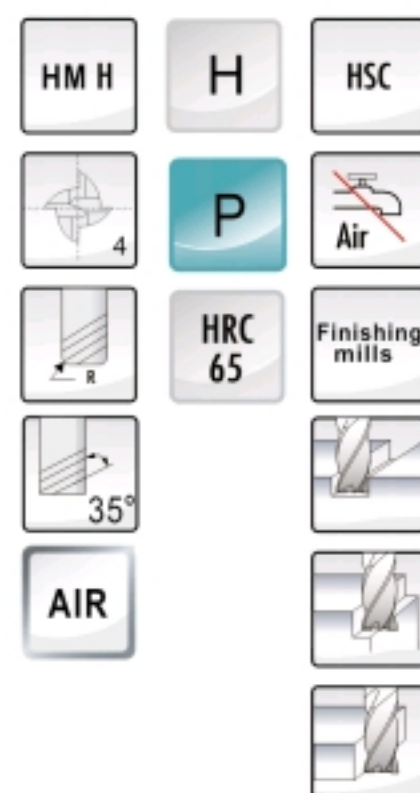 HM H
H
HSC
4
P
Air
R
HRC
65
Finishing
mills
35°
AIR